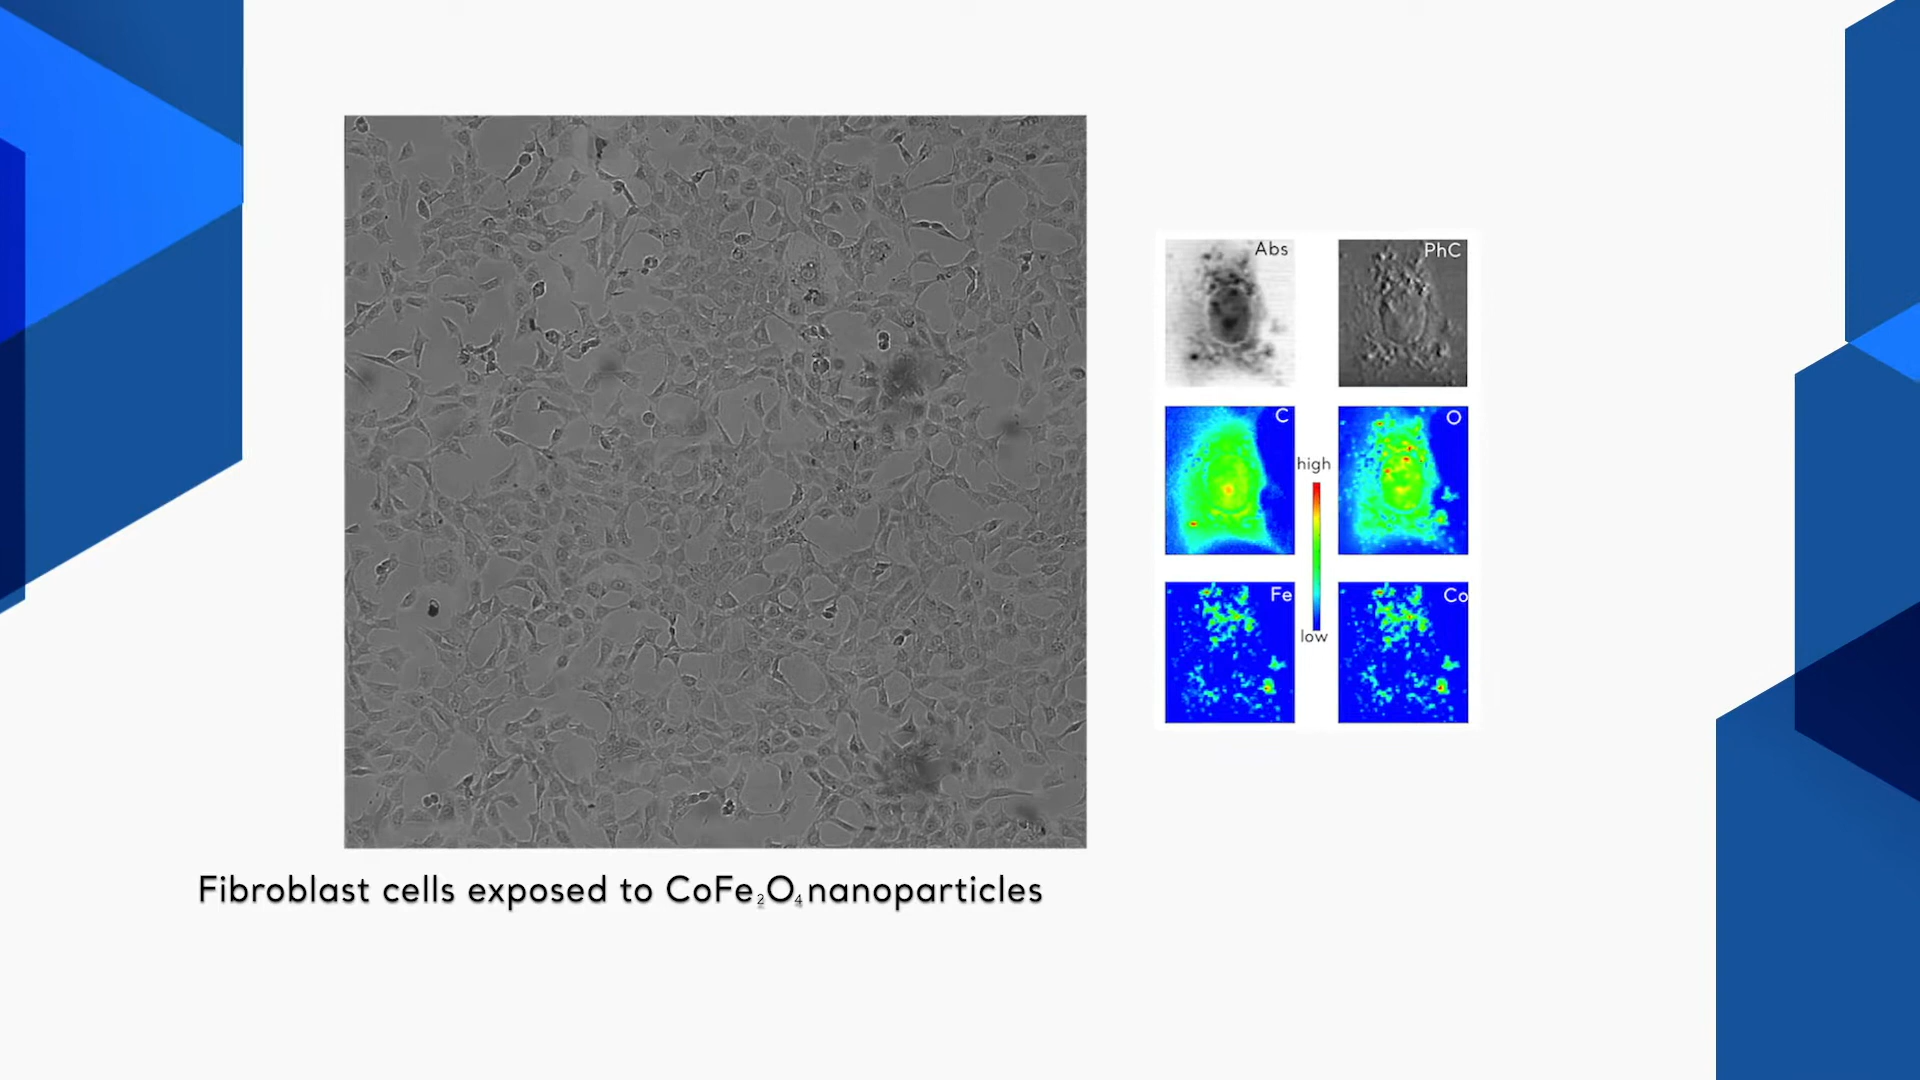 Abs
PhC
C
O
high
Fe
Co
low
Fibroblast cells exposed to CoFe₂O₄ nanoparticles